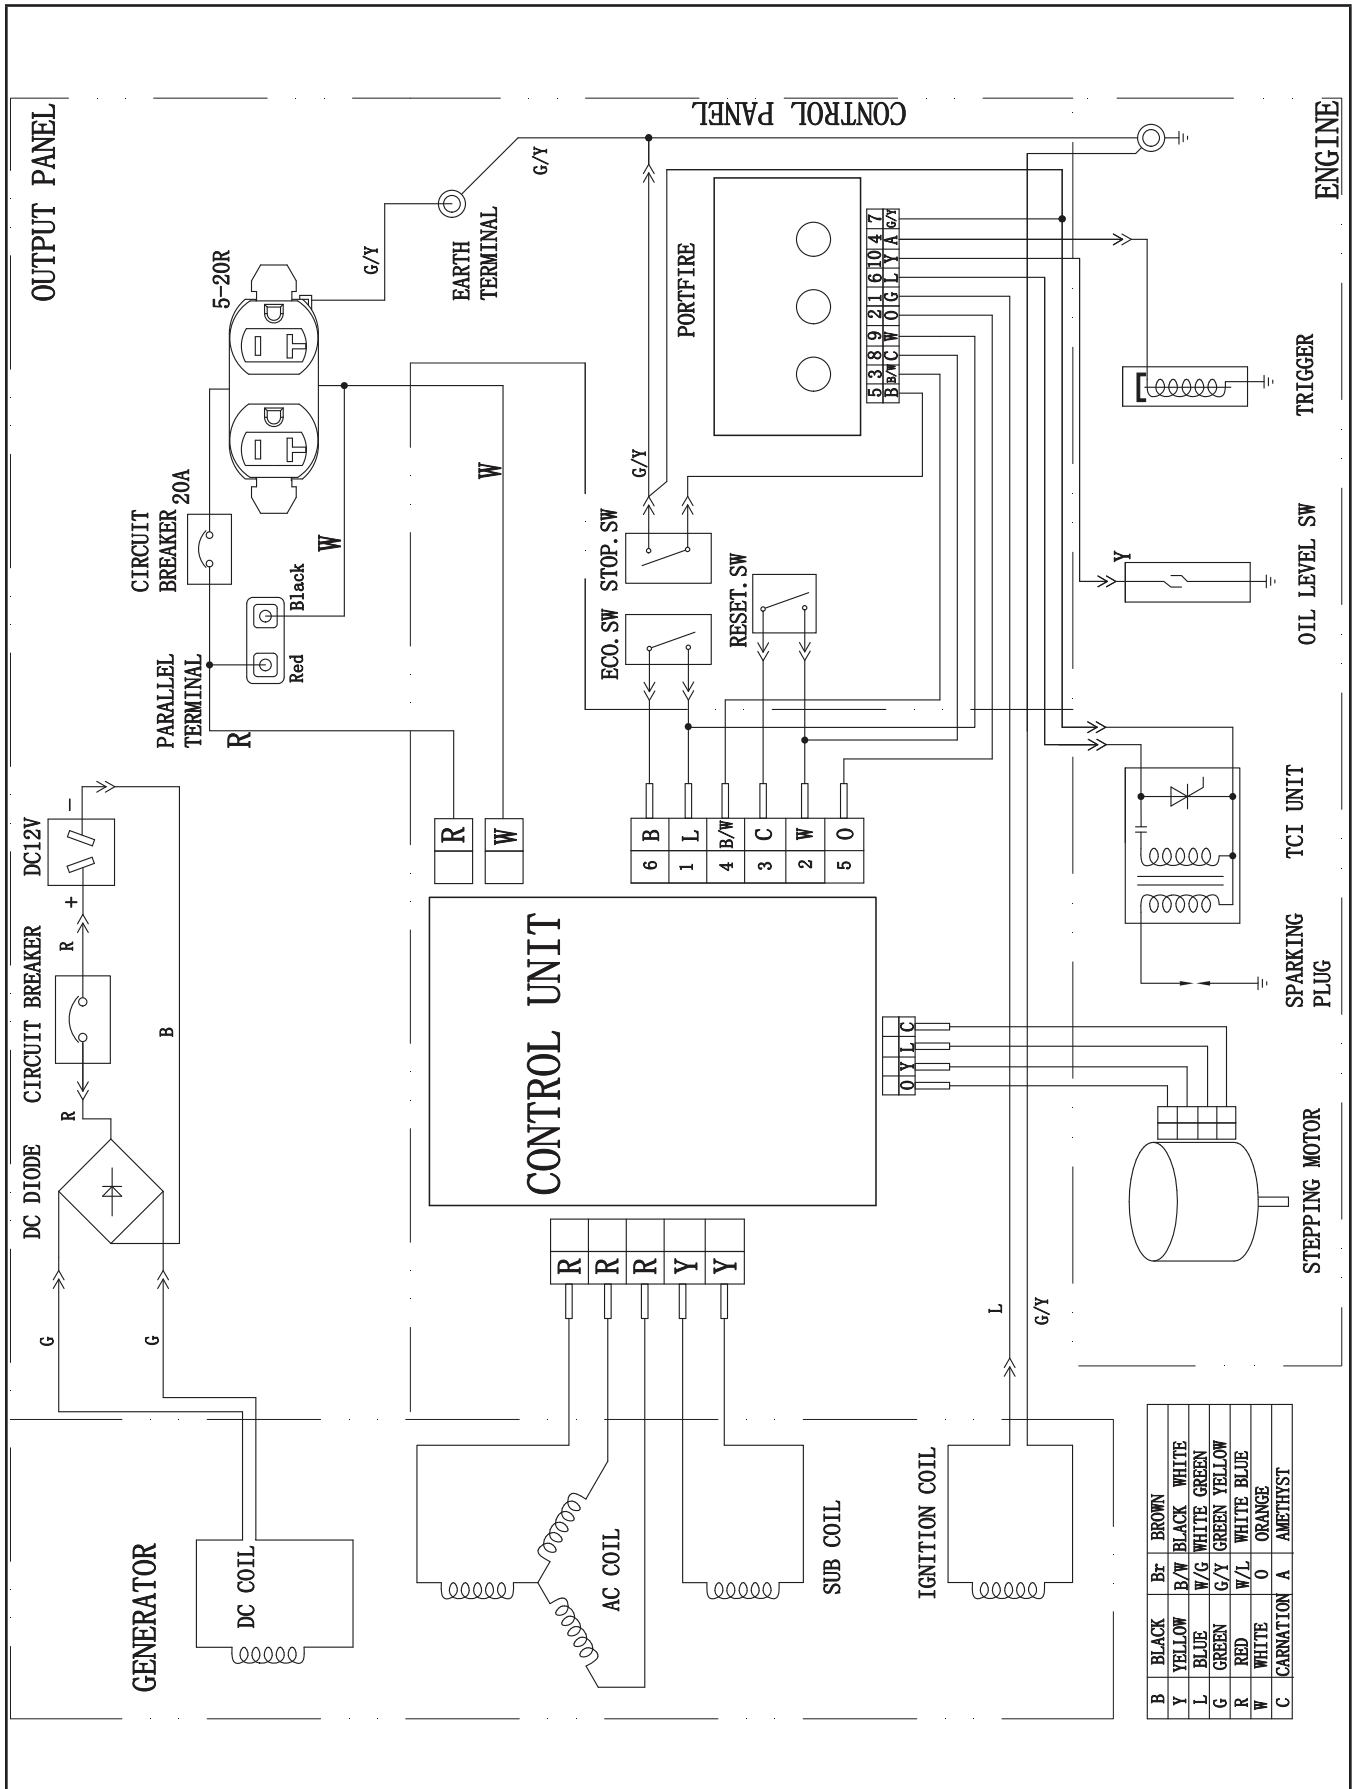 GENERATOR
DC COIL
AC COIL
SUB COIL
IGNITION COIL
G
G
L
G/Y
DC DIODE
R
CIRCUIT BREAKER
R
+
DC12V
-
B
R
R
R
Y
Y
CONTROL UNIT
R
W
6 B
1 L
4 B/W
3 C
2 W
5 O
O Y L C
OUTPUT PANEL
PARALLEL
TERMINAL
R
Red
Black
CIRCUIT
BREAKER
20A
W
W
5-20R
G/Y
EARTH
TERMINAL
G/Y
CONTROL PANEL
ECO.SW
STOP.SW
RESET.SW
G/Y
PORTFIRE
5 3 8 9 2 1 6 10 4 7
B B/W C W O G L Y A G/Y
ENGINE
STEPPING MOTOR
SPARKING
PLUG
TCI UNIT
OIL LEVEL SW
Y
TRIGGER
B BLACK Br BROWN
Y YELLOW B/W BLACK WHITE
L BLUE W/G WHITE GREEN
G GREEN G/Y GREEN YELLOW
R RED W/L WHITE BLUE
W WHITE O ORANGE
C CARNATION A AMETHYST